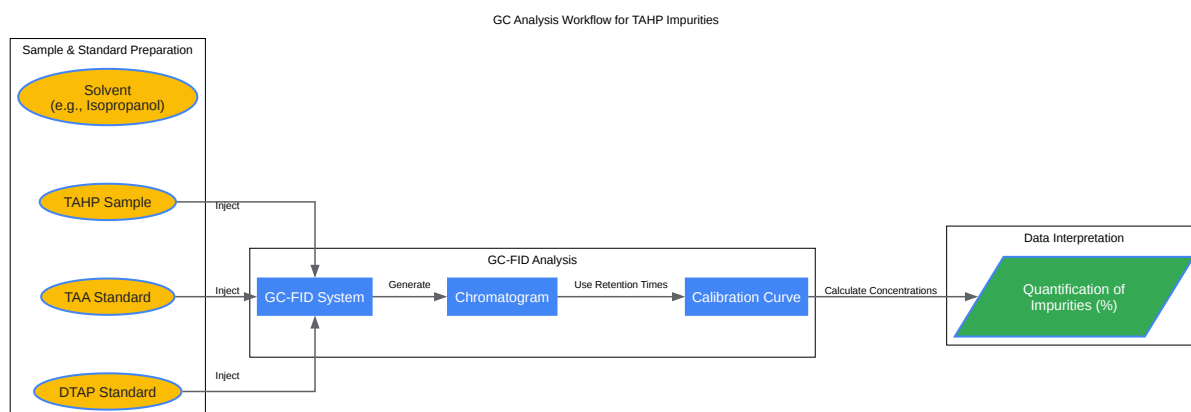 GC Analysis Workflow for TAHP Impurities
Sample & Standard Preparation
Solvent
(e.g., Isopropanol)
TAHP Sample
Inject
TAA Standard
Inject
DTAP Standard
Inject
GC-FID Analysis
GC-FID System
Generate
Chromatogram
Use Retention Times
Calibration Curve
Calculate Concentrations
Data Interpretation
Quantification of
Impurities (%)